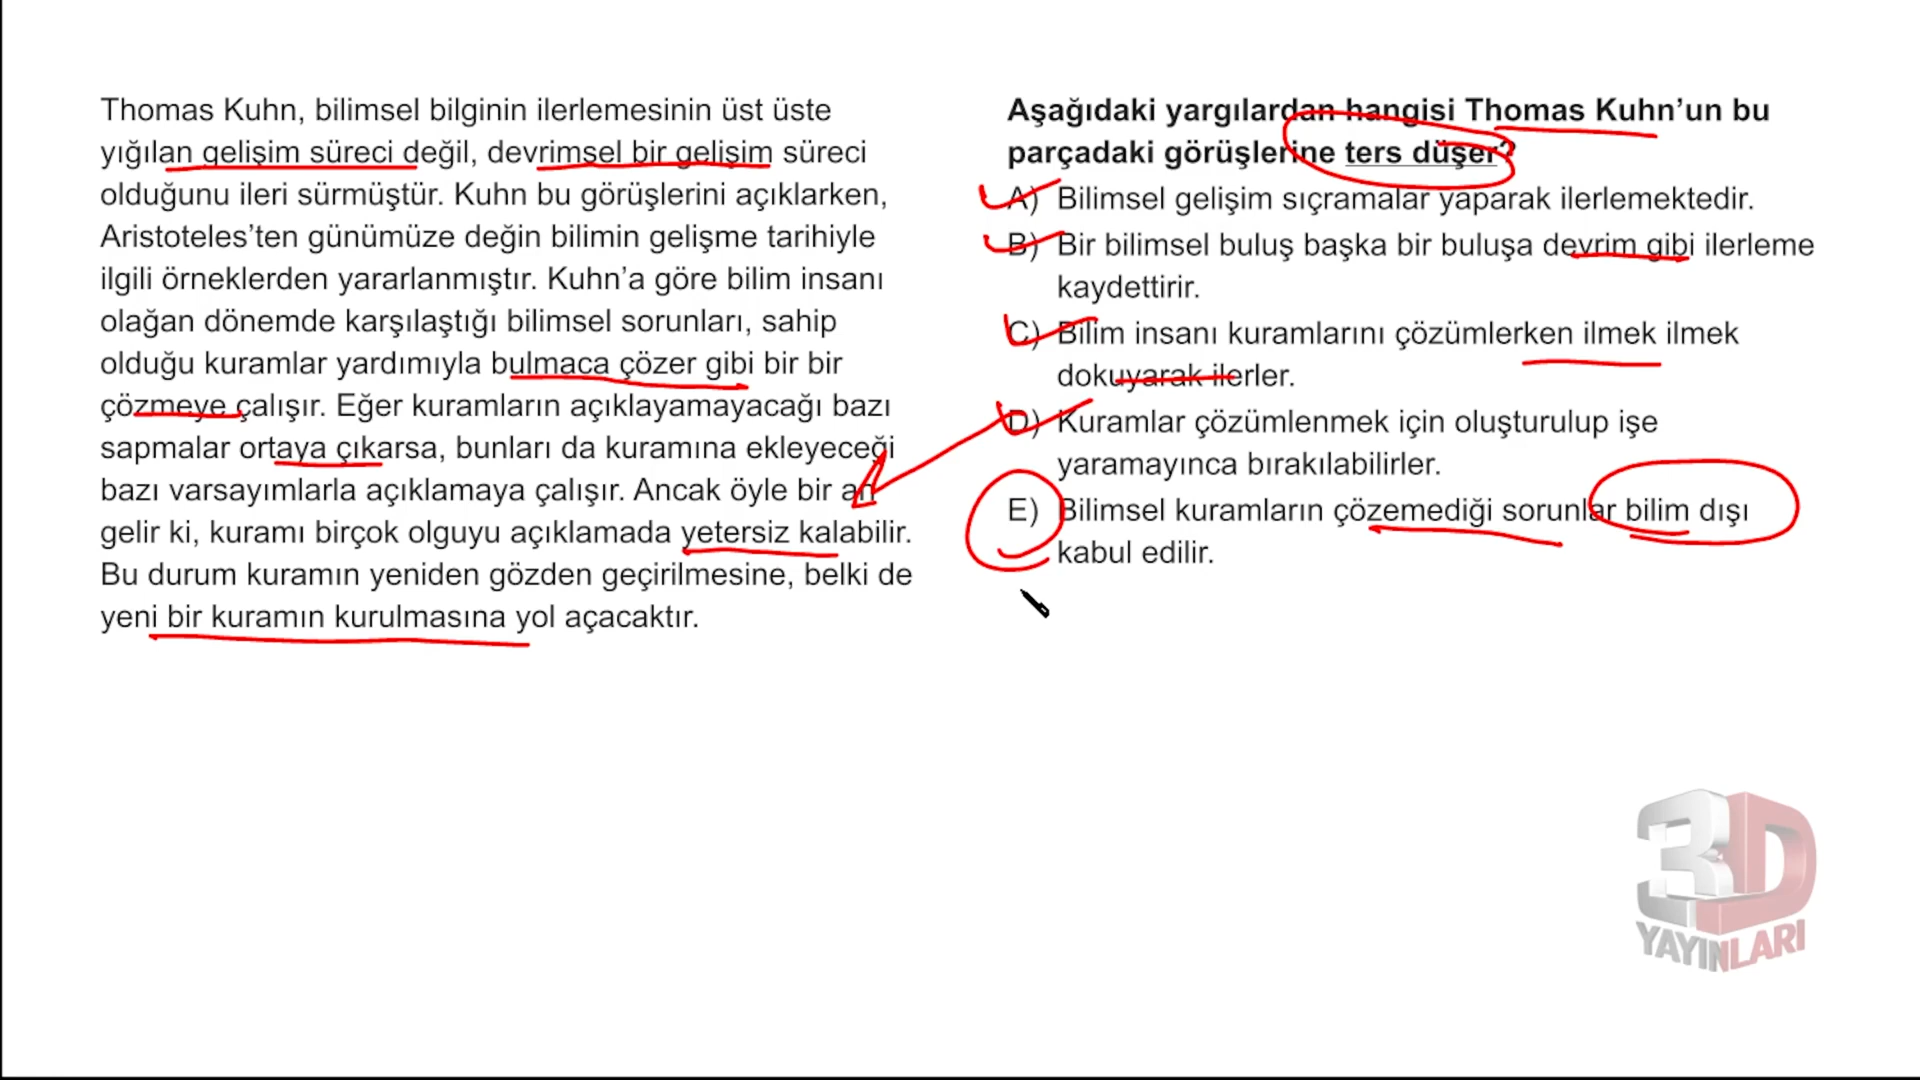 Thomas Kuhn, bilimsel bilginin ilerlemesinin üst üste
yığılan gelişim süreci değil, devrimsel bir gelişim süreci
olduğunu ileri sürmüştür. Kuhn bu görüşlerini açıklarken,
Aristoteles’ten günümüze değin bilimin gelişme tarihiyle
ilgili örneklerden yararlanmıştır. Kuhn’a göre bilim insanı
olağan dönemde karşılaştığı bilimsel sorunları, sahip
olduğu kuramlar yardımıyla bulmaca çözer gibi bir bir
çözmeye çalışır. Eğer kuramların açıklayamayacağı bazı
sapmalar ortaya çıkarsa, bunları da kuramına ekleyeceği
bazı varsayımlarla açıklamaya çalışır. Ancak öyle bir an
gelir ki, kuramı birçok olguyu açıklamada yetersiz kalabilir.
Bu durum kuramın yeniden gözden geçirilmesine, belki de
yeni bir kuramın kurulmasına yol açacaktır.
Aşağıdaki yargılardan hangisi Thomas Kuhn’un bu
parçadaki görüşlerine ters düşer?
A) Bilimsel gelişim sıçramalar yaparak ilerlemektedir.
B) Bir bilimsel buluş başka bir buluşa devrim gibi ilerleme
kaydettirir.
C) Bilim insanı kuramlarını çözümlerken ilmek ilmek
dokuyarak ilerler.
D) Kuramlar çözümlenmek için oluşturulup işe
yaramayınca bırakılabilirler.
E) Bilimsel kuramların çözemediği sorunlar bilim dışı
kabul edilir.
3D
YAYINLARI